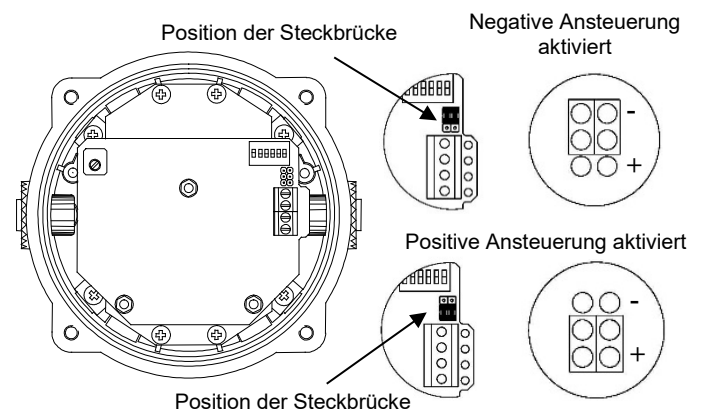 Position der Steckbrücke
Negative Ansteuerung
aktiviert
-
+
Positive Ansteuerung aktiviert
-
+
Position der Steckbrücke